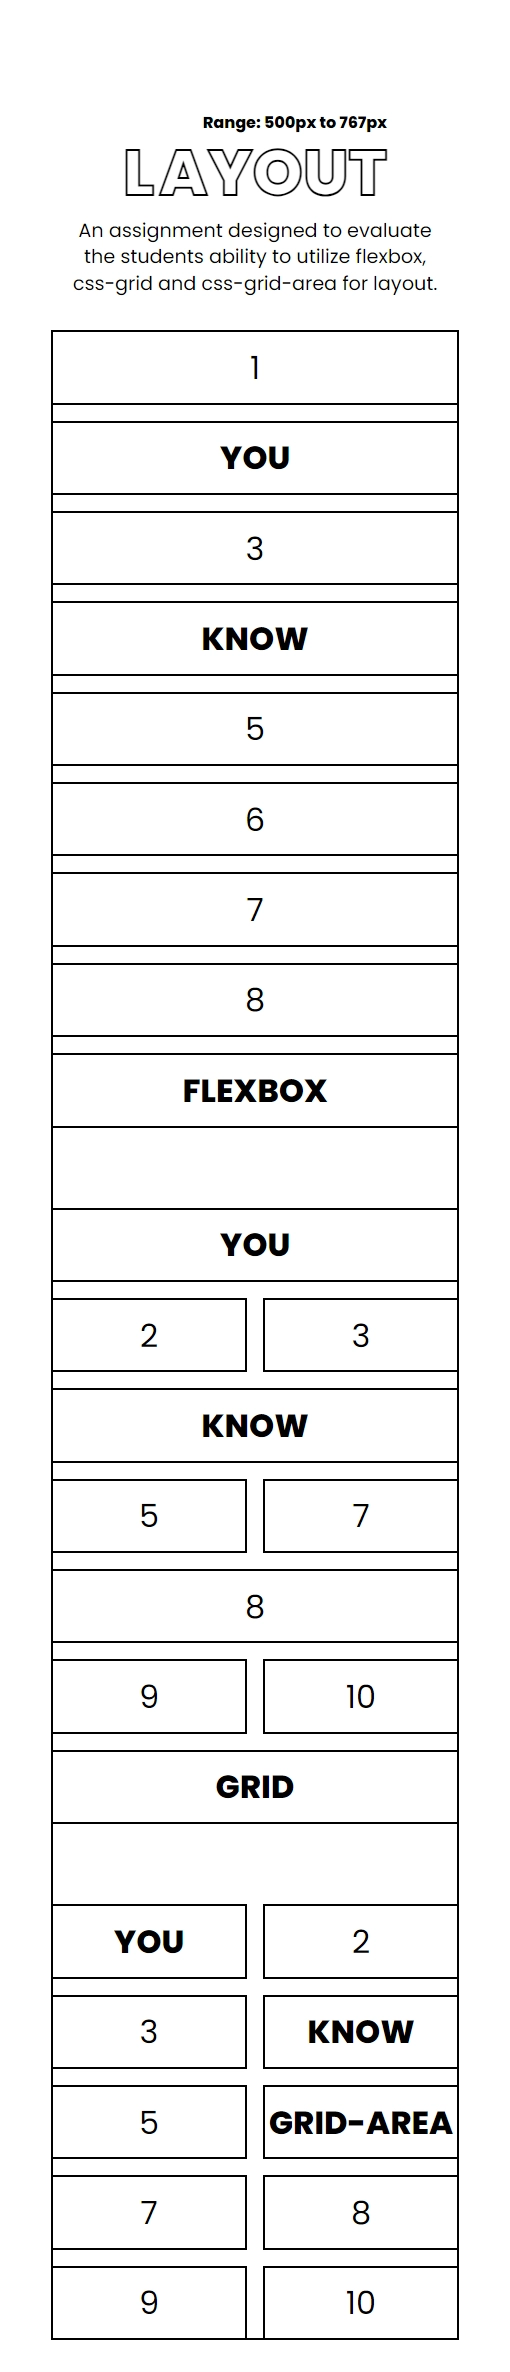 Range: 500px to 767px
LAYOUT
An assignment designed to evaluate
the students ability to utilize flexbox,
css-grid and css-grid-area for layout.
1
YOU
3
KNOW
5
6
7
8
FLEXBOX
YOU
2 3
KNOW
5 7
8
9 10
GRID
YOU 2
3 KNOW
5 GRID-AREA
7 8
9 10